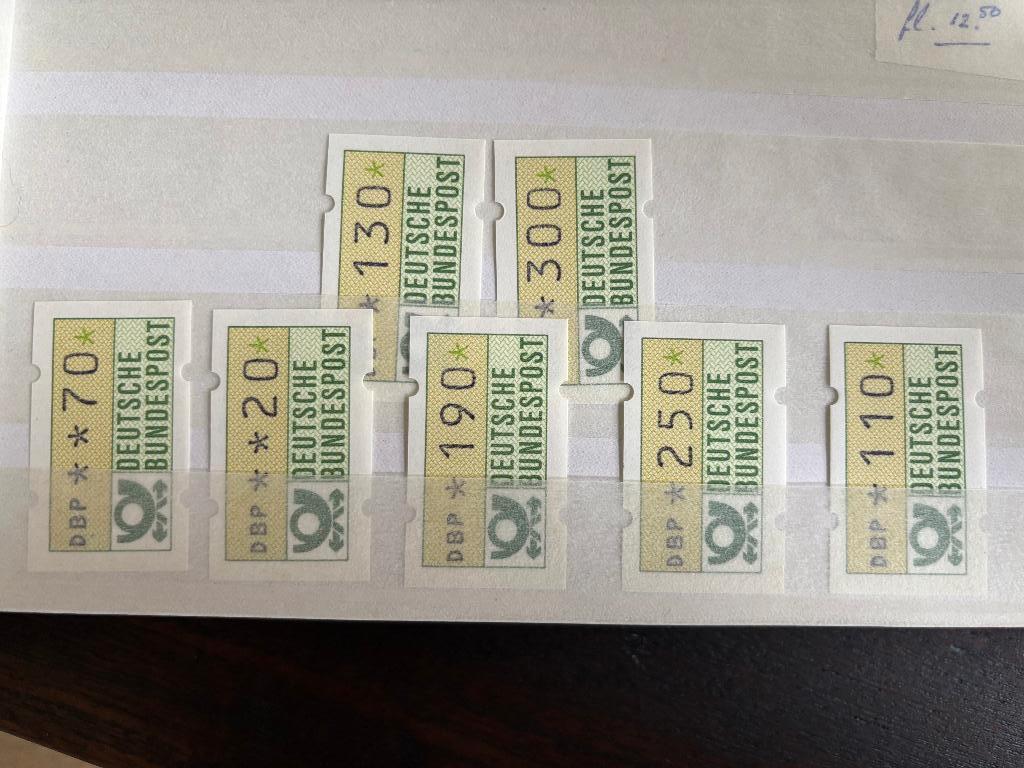 fl. 12.50
*130*
DEUTSCHE
BUNDESPOST
*300*
DEUTSCHE
BUNDESPOST
DBP **70*
DEUTSCHE
BUNDESPOST
DBP **20*
DEUTSCHE
BUNDESPOST
DBP *190*
DEUTSCHE
BUNDESPOST
DBP *250*
DEUTSCHE
BUNDESPOST
DBP *110*
DEUTSCHE
BUNDESPOST